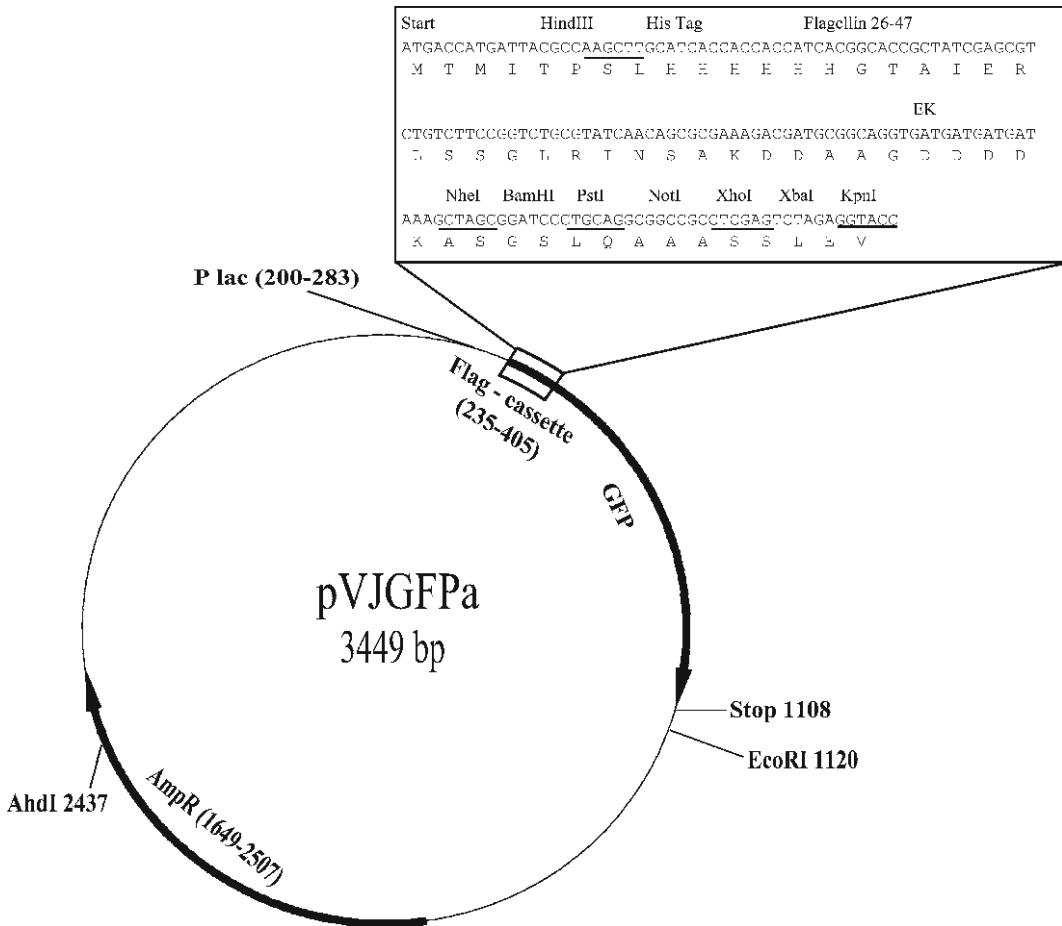 Start HindIII His Tag Flagellin 26-47
ATGACCATGATTACGCCAAGCTTGCATCACCACCACCATCACGGCACCGCTATCGAGCGT
M T M I T P S L H H H H H H G T A I E R
EK
CTGTCTTCCGGTCTGCGTATCAACAGCGCGAAAGACGATGCGGCAGGTGATGATGATGAT
L S S G L R I N S A K D D A A G D D D D
NheI BamHI PstI NotI XhoI XbaI KpnI
AAAGCTAGCGGATCCCTGCAGGCGGCCGCCTCGAGTCTAGAGGTACC
K A S G S L Q A A A S S L E V
P lac (200-283)
Flag - cassette
(235-405)
GFP
pVJGFPa
3449 bp
Stop 1108
EcoRI 1120
AhdI 2437
AmpR (1649-2507)